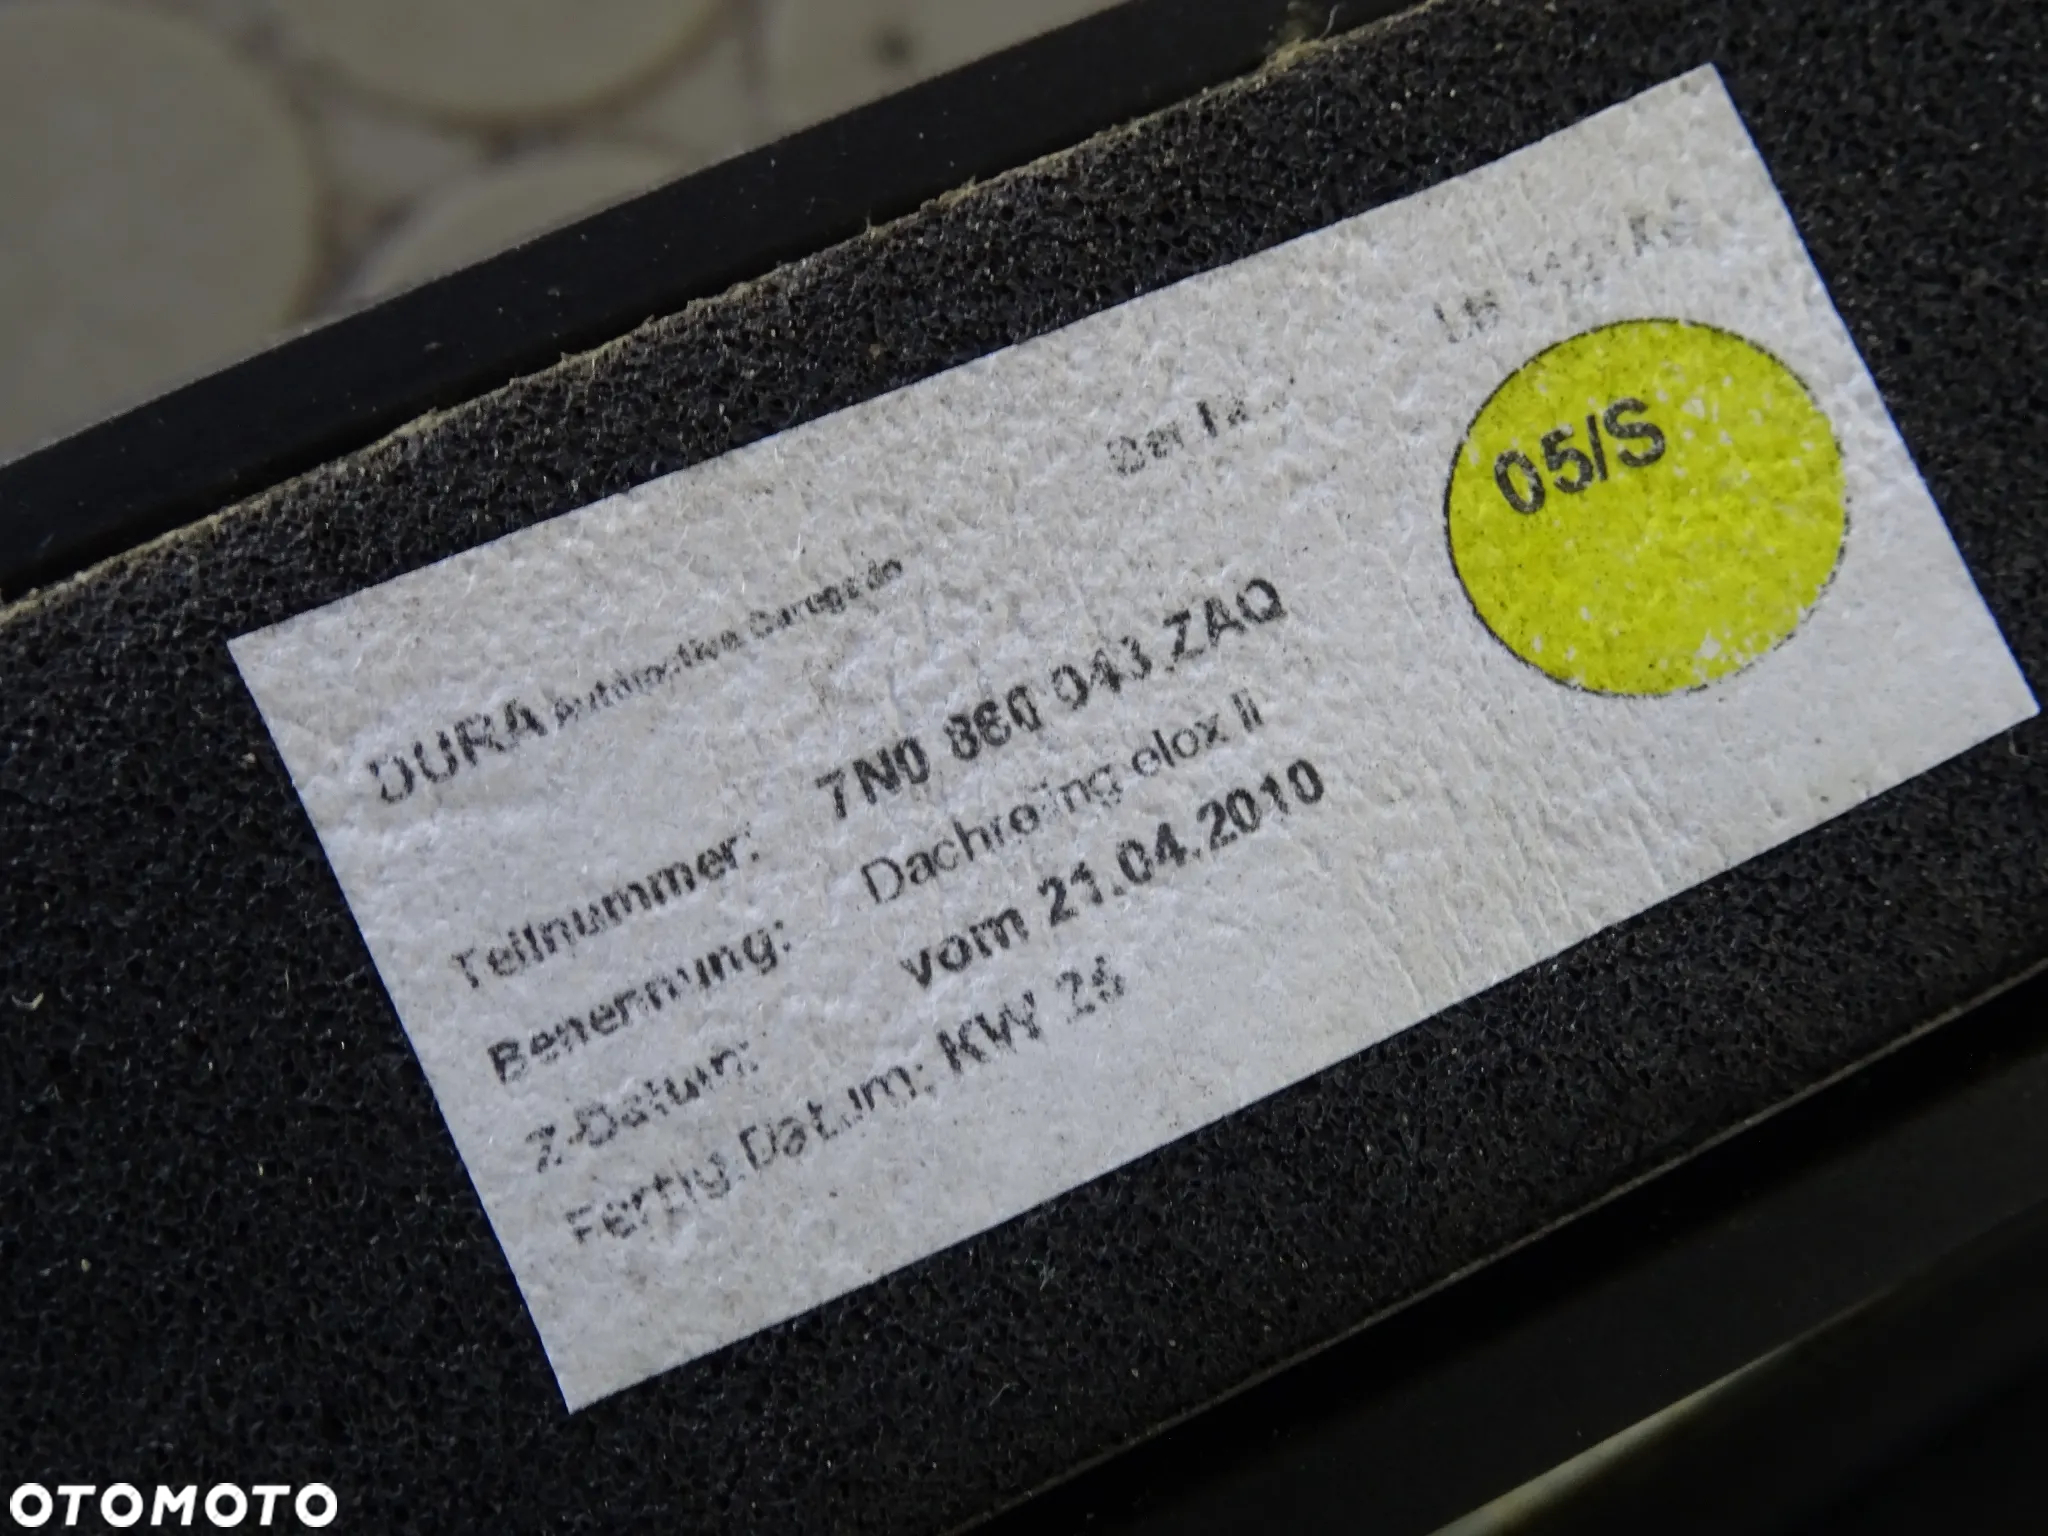 05/S
DURA Automotive
Teilnummer: 7N0 860 043.ZAQ
Benennung: Dachreling elox II
Z-Datum: vom 21.04.2010
Fertig.Datum: KW
OTOMOTO